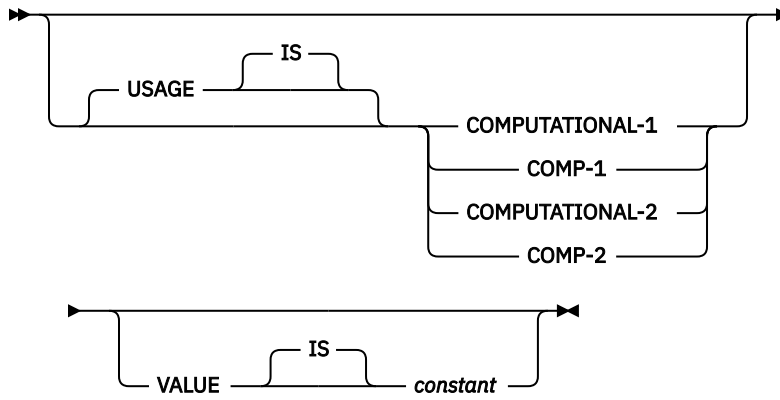 IS
USAGE
COMPUTATIONAL-1
COMP-1
COMPUTATIONAL-2
COMP-2
IS
VALUE constant